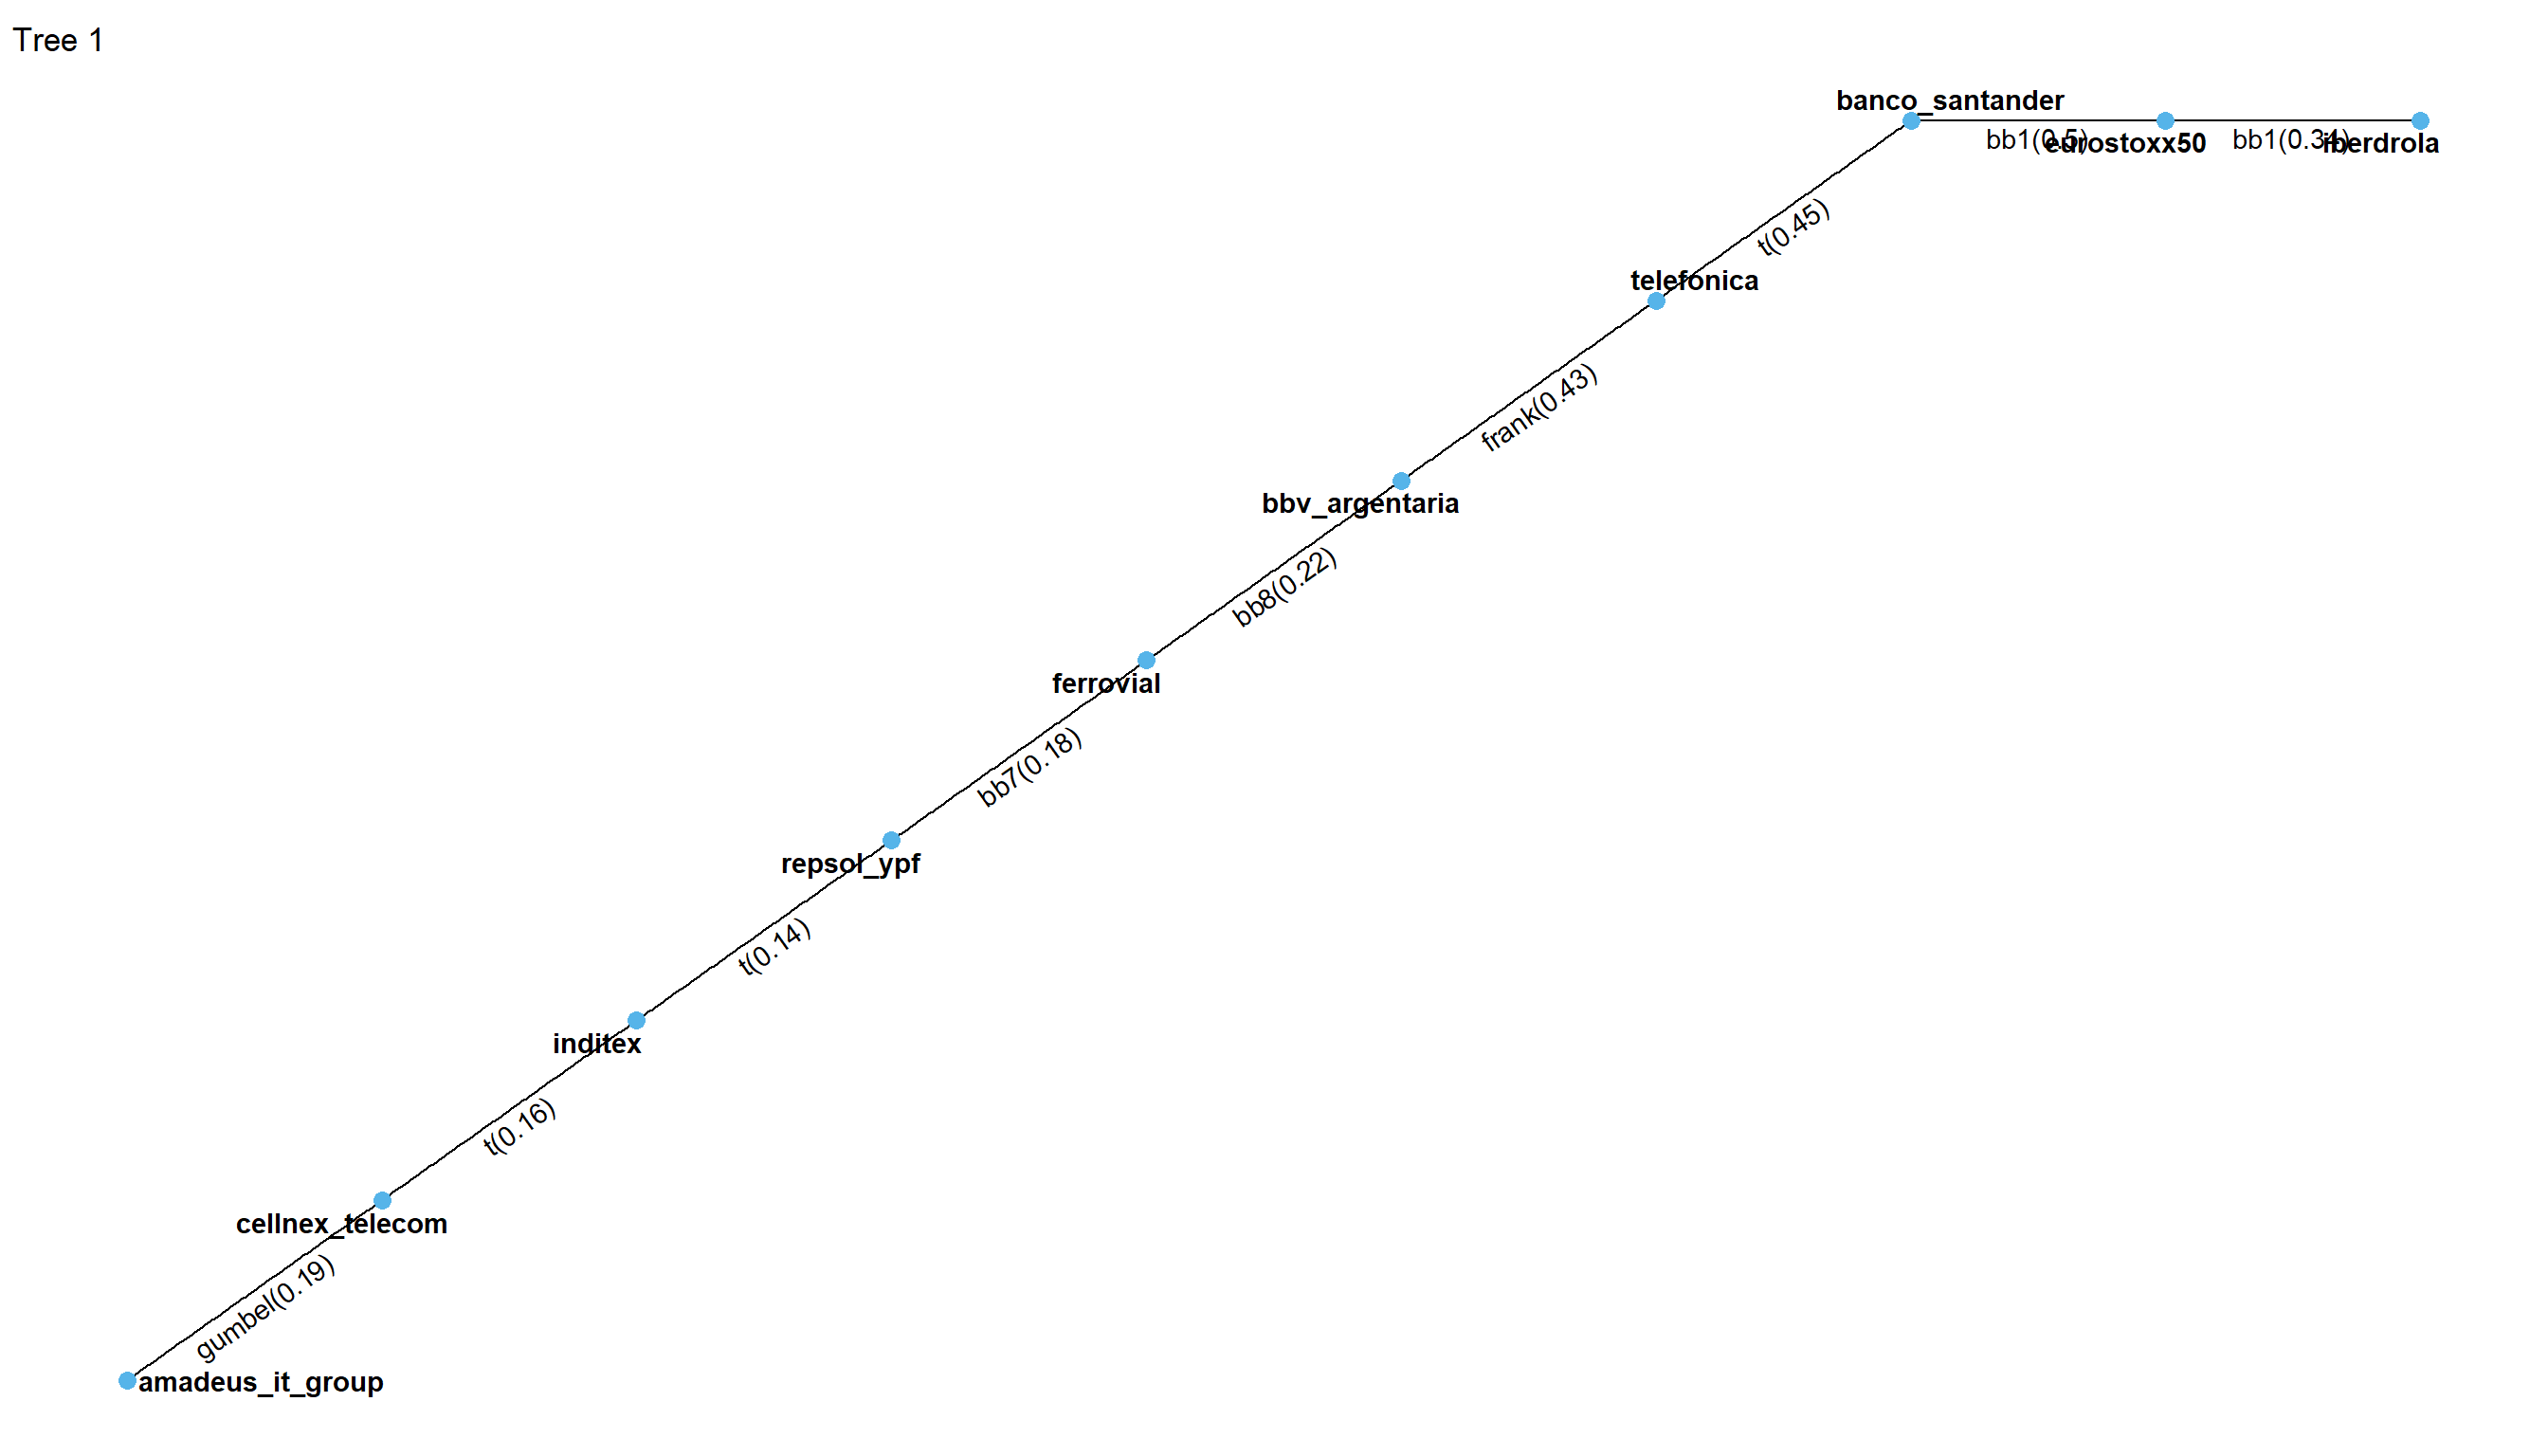 Tree 1
banco_santander
bb1(0.5)
eurostoxx50
bb1(0.34)
iberdrola
t(0.45)
telefonica
frank(0.43)
bbv_argentaria
bb8(0.22)
ferrovial
bb7(0.18)
repsol_ypf
t(0.14)
inditex
t(0.16)
cellnex_telecom
gumbel(0.19)
amadeus_it_group